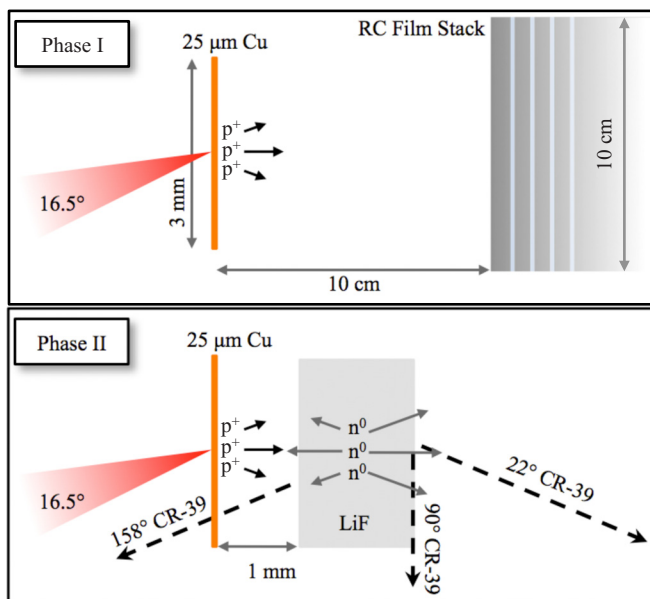 Phase I
25 μm Cu
RC Film Stack
p⁺
p⁺
p⁺
16.5°
3 mm
10 cm
10 cm
Phase II
25 μm Cu
p⁺
p⁺
p⁺
n⁰
n⁰
n⁰
16.5°
158° CR-39
LiF
90° CR-39
22° CR-39
1 mm